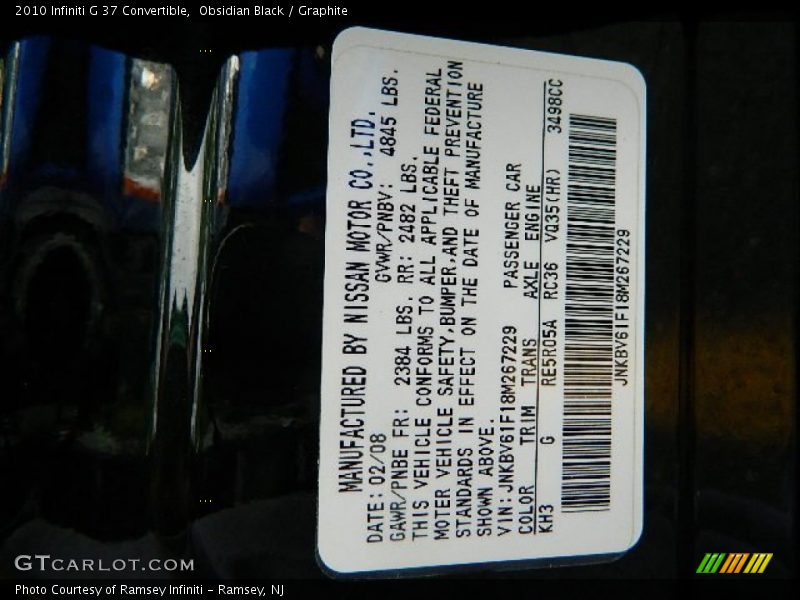 2010 Infiniti G 37 Convertible,  Obsidian Black / Graphite
MANUFACTURED BY NISSAN MOTOR CO.,LTD.
DATE: 02/08 GVWR/PNBV: 4845 LBS.
GAWR/PNBE FR: 2384 LBS. RR: 2482 LBS.
THIS VEHICLE CONFORMS TO ALL APPLICABLE FEDERAL
MOTER VEHICLE SAFETY,BUMPER,AND THEFT PREVENTION
STANDARDS IN EFFECT ON THE DATE OF MANUFACTURE
SHOWN ABOVE.
VIN: JNKBV61F18M267229 PASSENGER CAR
COLOR TRIM TRANS AXLE ENGINE
KH3 G RE5R05A RC36 VQ35(HR) 3498CC
JNKBV61F18M267229
GTCARLOT.COM
Photo Courtesy of Ramsey Infiniti - Ramsey, NJ